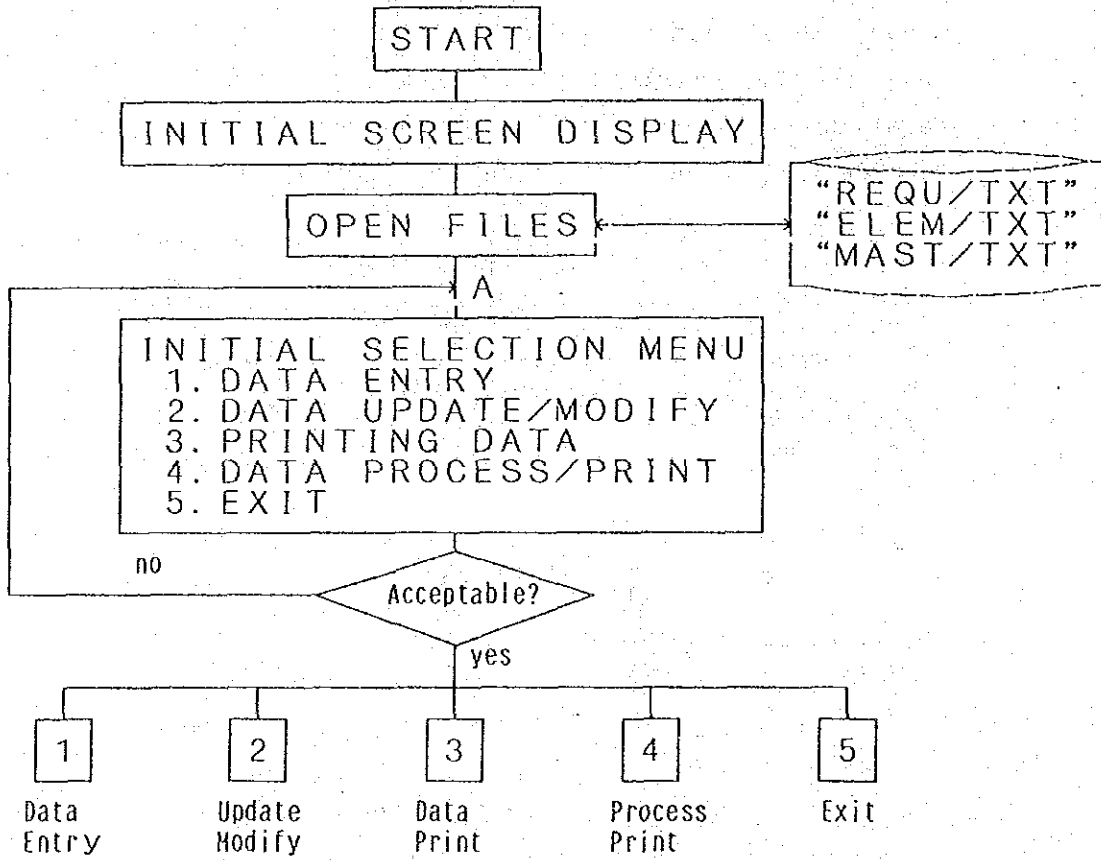 START
INITIAL SCREEN DISPLAY
OPEN FILES
“REQU/TXT”
“ELEM/TXT”
“MAST/TXT”
A
INITIAL SELECTION MENU
1. DATA ENTRY
2. DATA UPDATE/MODIFY
3. PRINTING DATA
4. DATA PROCESS/PRINT
5. EXIT
no
Acceptable?
yes
1
2
3
4
5
Data
Entry
Update
Modify
Data
Print
Process
Print
Exit